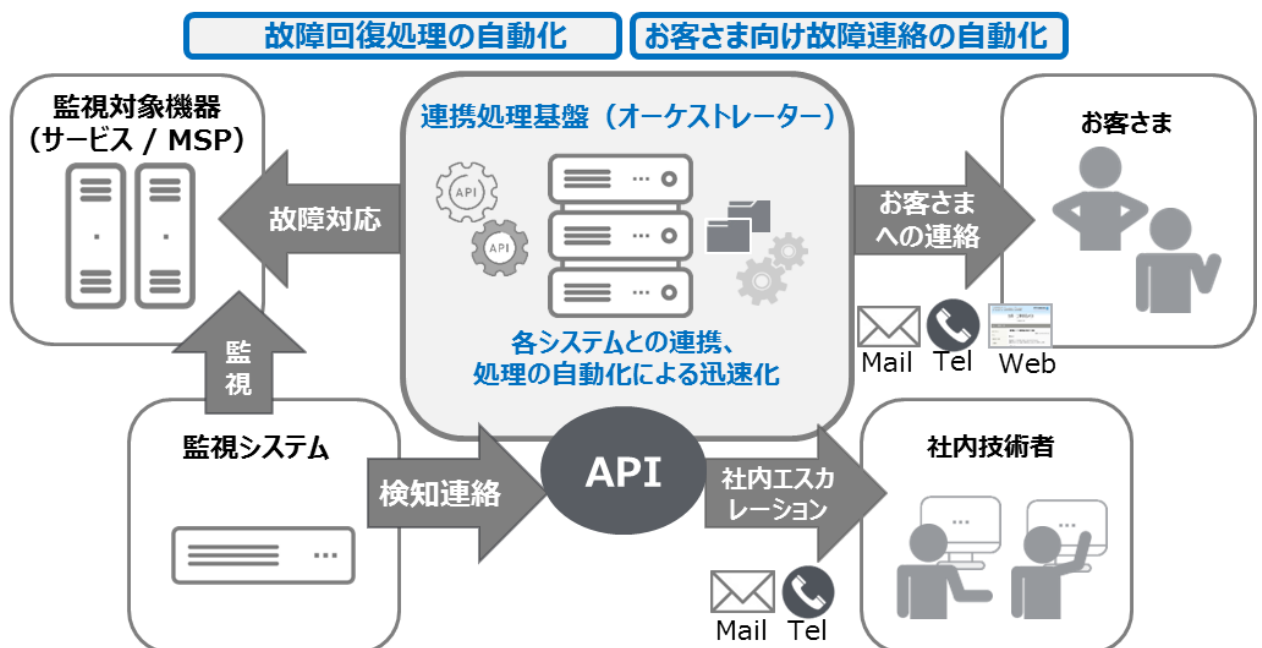 故障回復処理の自動化
お客さま向け故障連絡の自動化
監視対象機器
(サービス / MSP)
連携処理基盤（オーケストレーター）
API
API
各システムとの連携、
処理の自動化による迅速化
故障対応
お客さま
への連絡
お客さま
Mail
Tel
Web
監
視
監視システム
検知連絡
API
社内エスカ
レーション
Mail
Tel
社内技術者